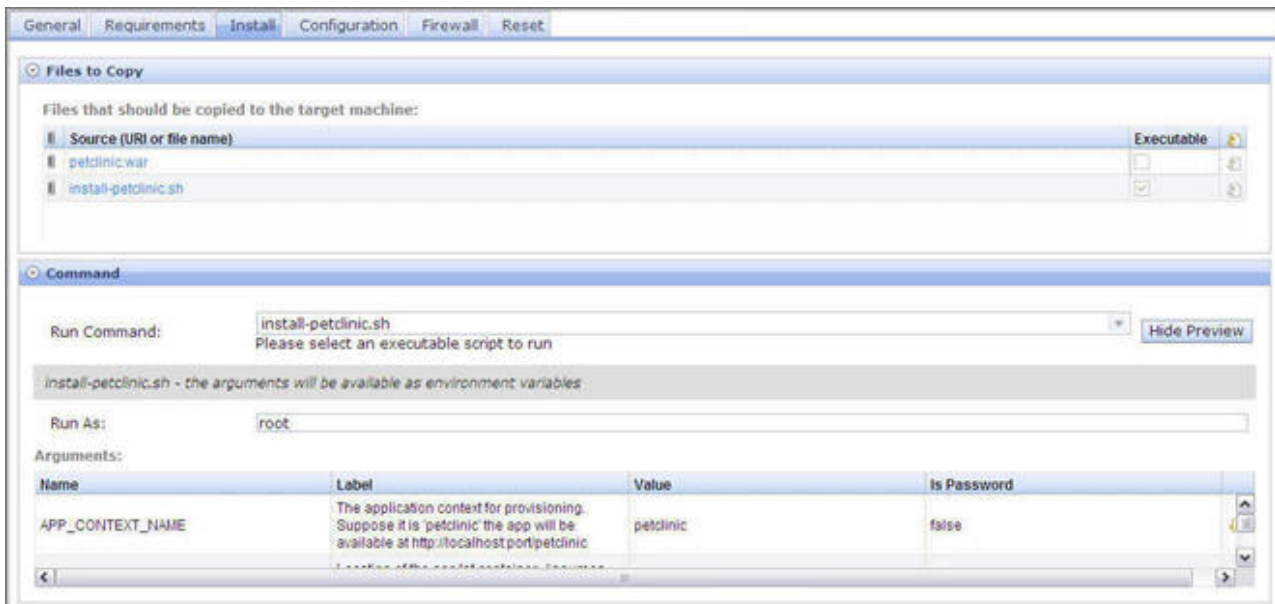 General Requirements Install Configuration Firewall Reset
Files to Copy
Files that should be copied to the target machine:
Source (URI or file name) Executable
petclinic.war
install-petclinic.sh
Command
Run Command: install-petclinic.sh Hide Preview
Please select an executable script to run
install-petclinic.sh - the arguments will be available as environment variables
Run As: root
Arguments:
Name Label Value Is Password
The application context for provisioning.
APP_CONTEXT_NAME Suppose it is 'petclinic' the app will be petclinic false
available at http://localhost:port/petclinic